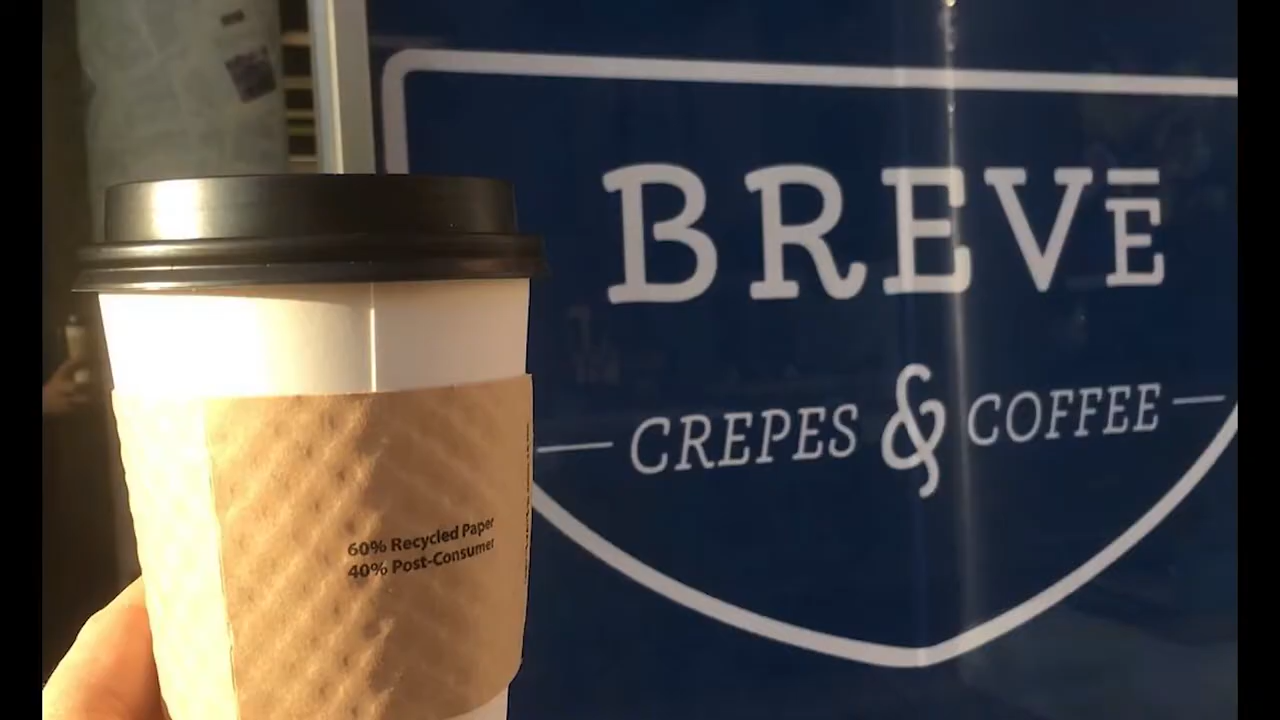 BREVĒ
CREPES & COFFEE
60% Recycled Paper
40% Post-Consumer